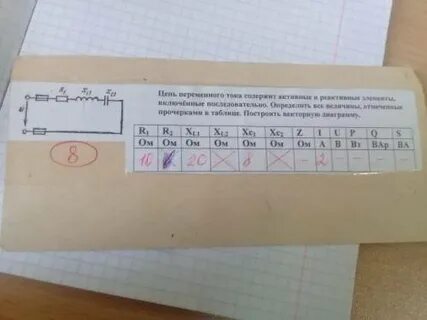 R1 XL1 XC1
U
Цепь переменного тока содержит активные и реактивные элементы,
включённые последовательно. Определить все величины, отмеченные
прочерками в таблице. Построить векторную диаграмму.
R1 R2 XL1 XL2 XC1 XC2 Z I U P Q S
Ом Ом Ом Ом Ом Ом Ом А В Вт ВАр ВА
16 20 8 – 2 – – – –
8